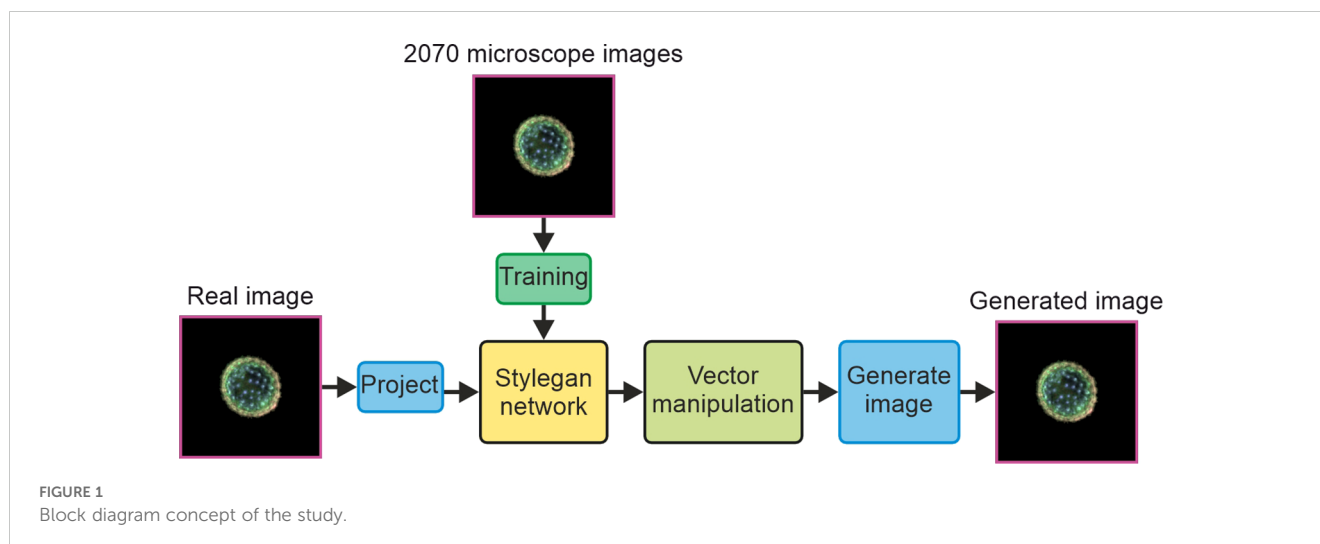 2070 microscope images
Training
Real image
Generated image
Project
Stylegan
network
Vector
manipulation
Generate
image
FIGURE 1
Block diagram concept of the study.